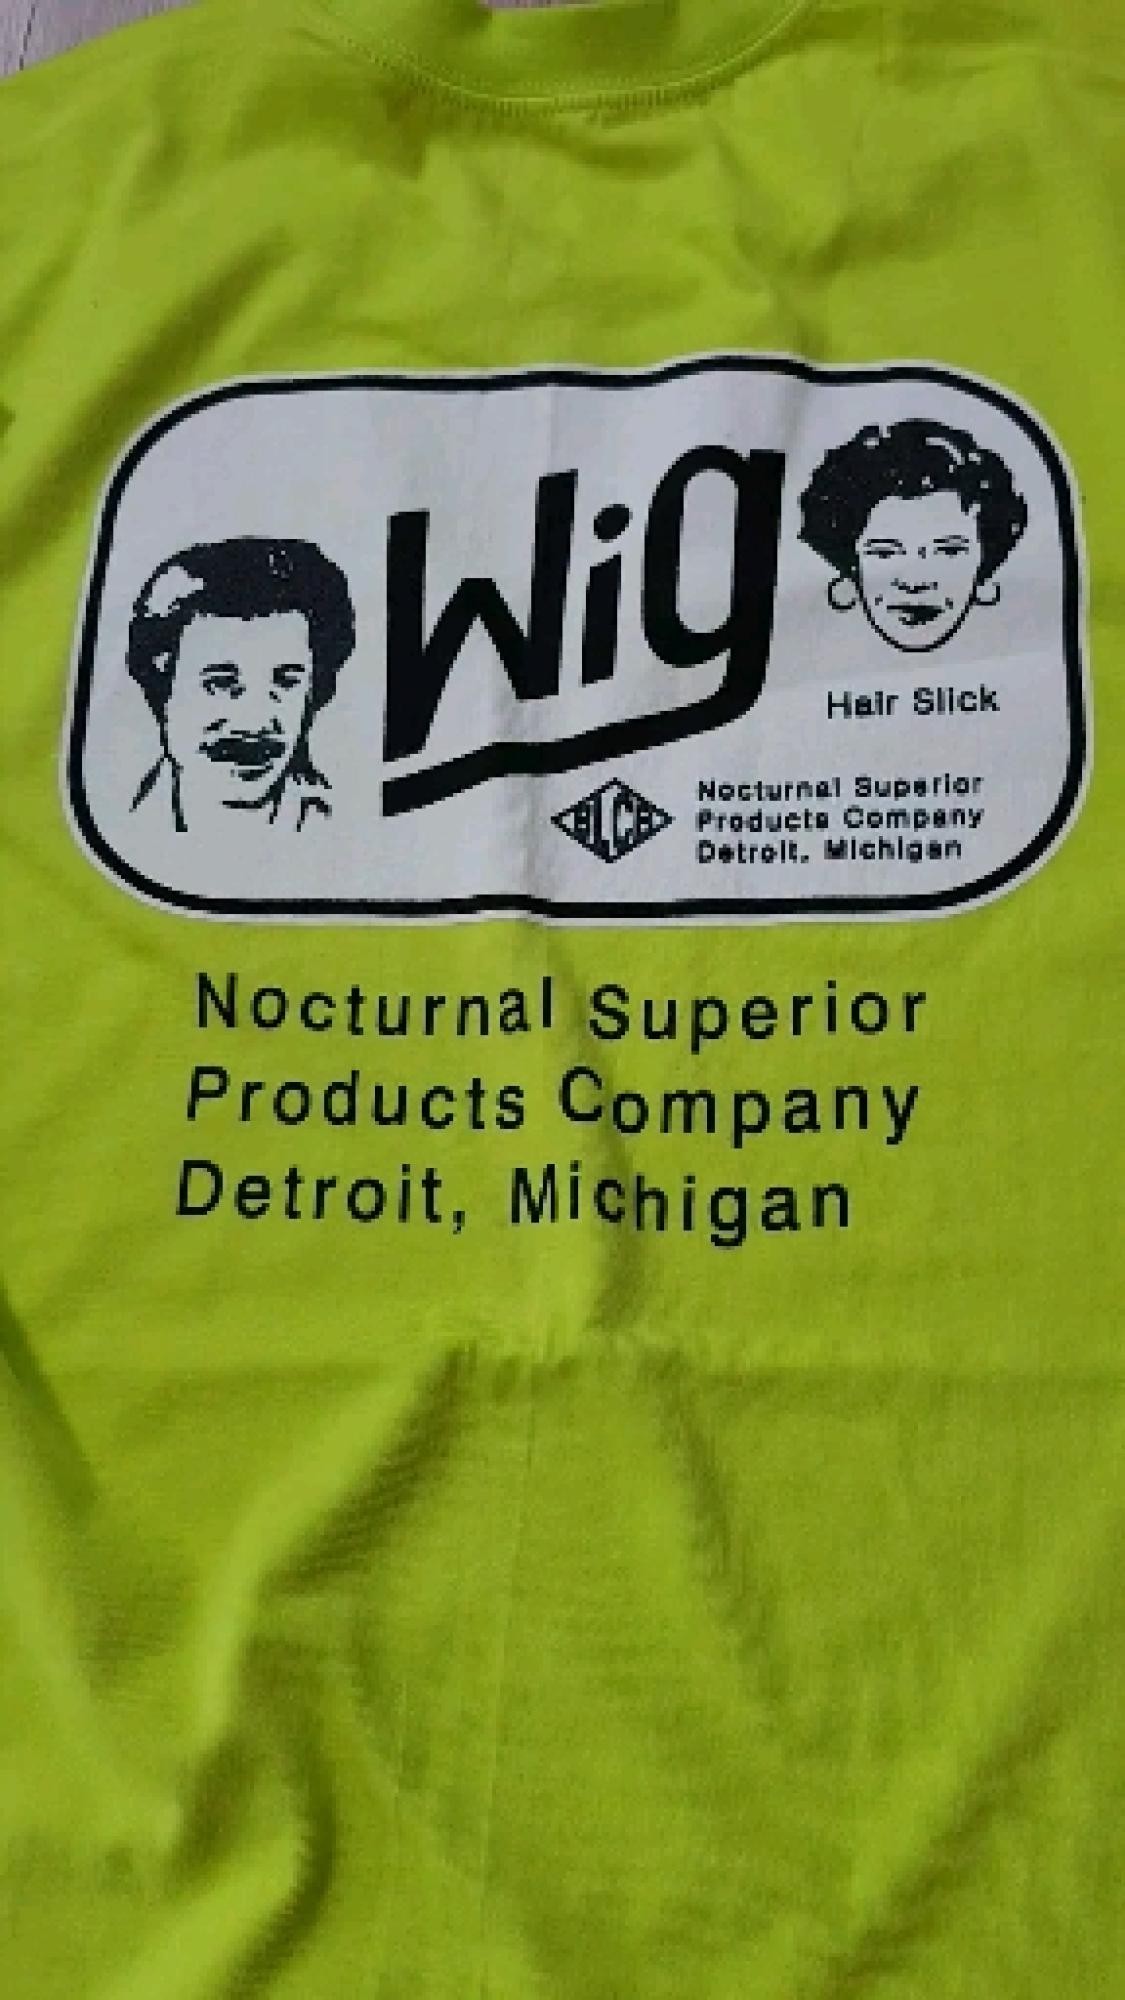 Wig
Hair Slick
Nocturnal Superior
Products Company
Detroit, Michigan
Nocturnal Superior
Products Company
Detroit, Michigan